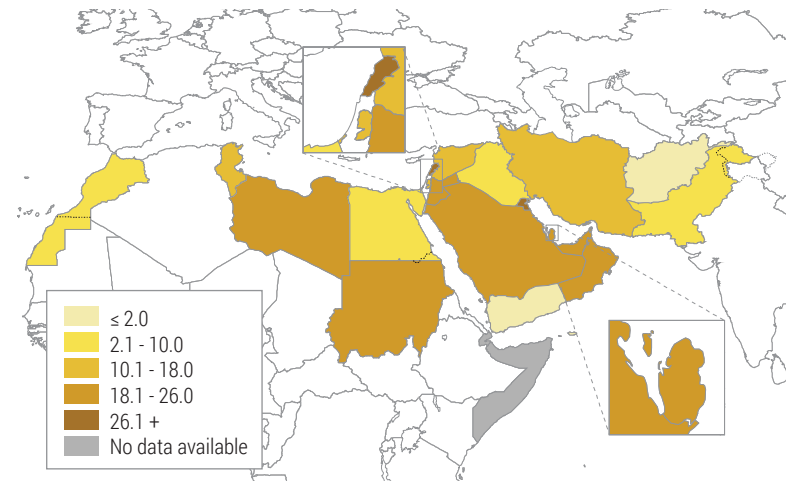 ≤ 2.0
2.1 - 10.0
10.1 - 18.0
18.1 - 26.0
26.1 +
No data available